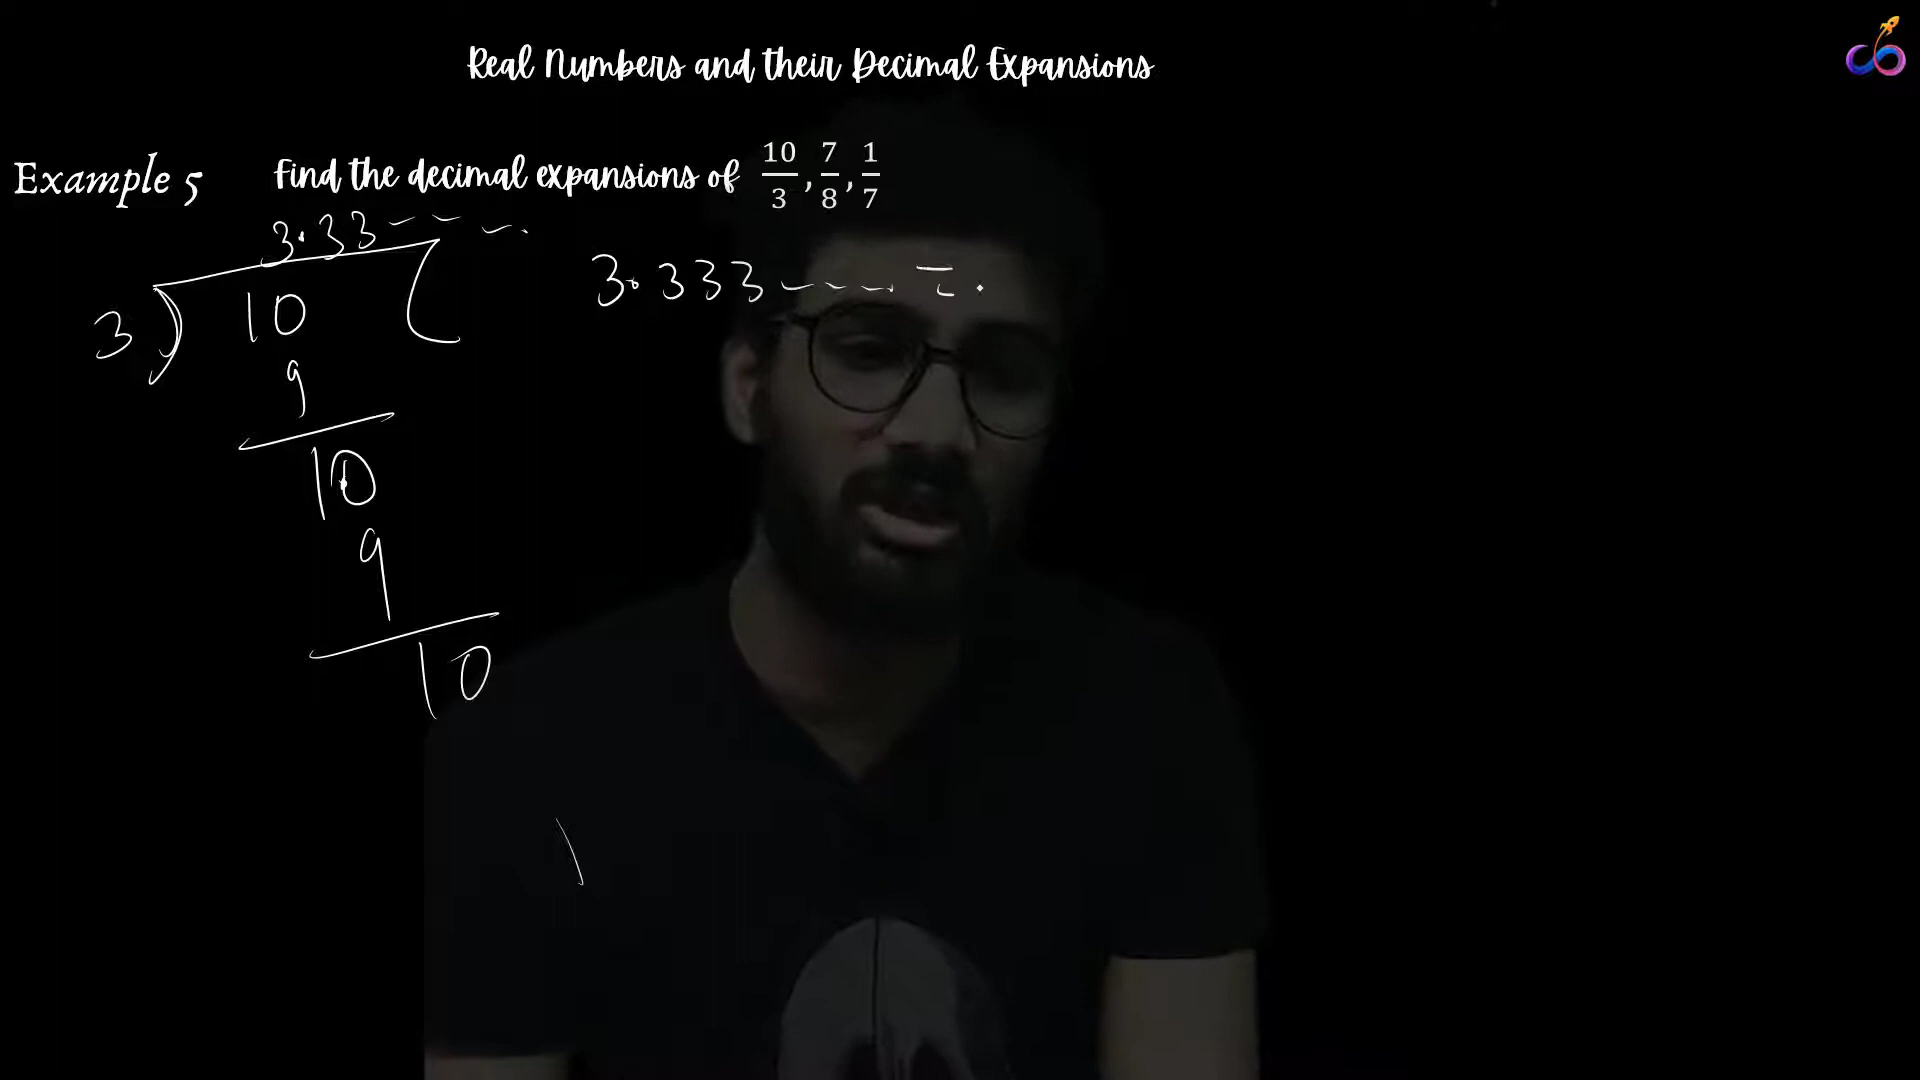 Real Numbers and their Decimal Expansions
Example 5 Find the decimal expansions of 10/3, 7/8, 1/7
3.33----.
3 ) 10 (
9
10
9
10
3.333----.